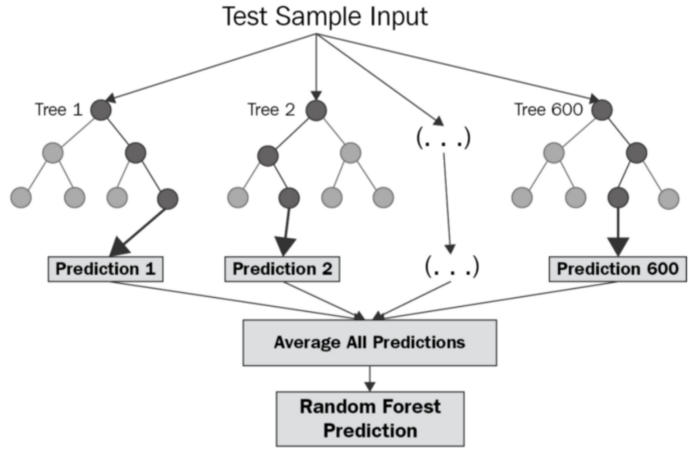 Test Sample Input
Tree 1
Tree 2
Tree 600
(. . .)
Prediction 1
Prediction 2
(. . .)
Prediction 600
Average All Predictions
Random Forest
Prediction